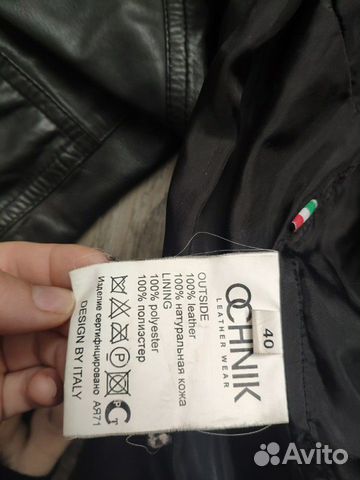 OCHNIK
LEATHER WEAR
40
OUTSIDE
100% leather
100% натуральная кожа
LINING
100% polyester
100% полиэстер
P
Изделие сертифицировано АЯ71
DESIGN BY ITALY
Avito